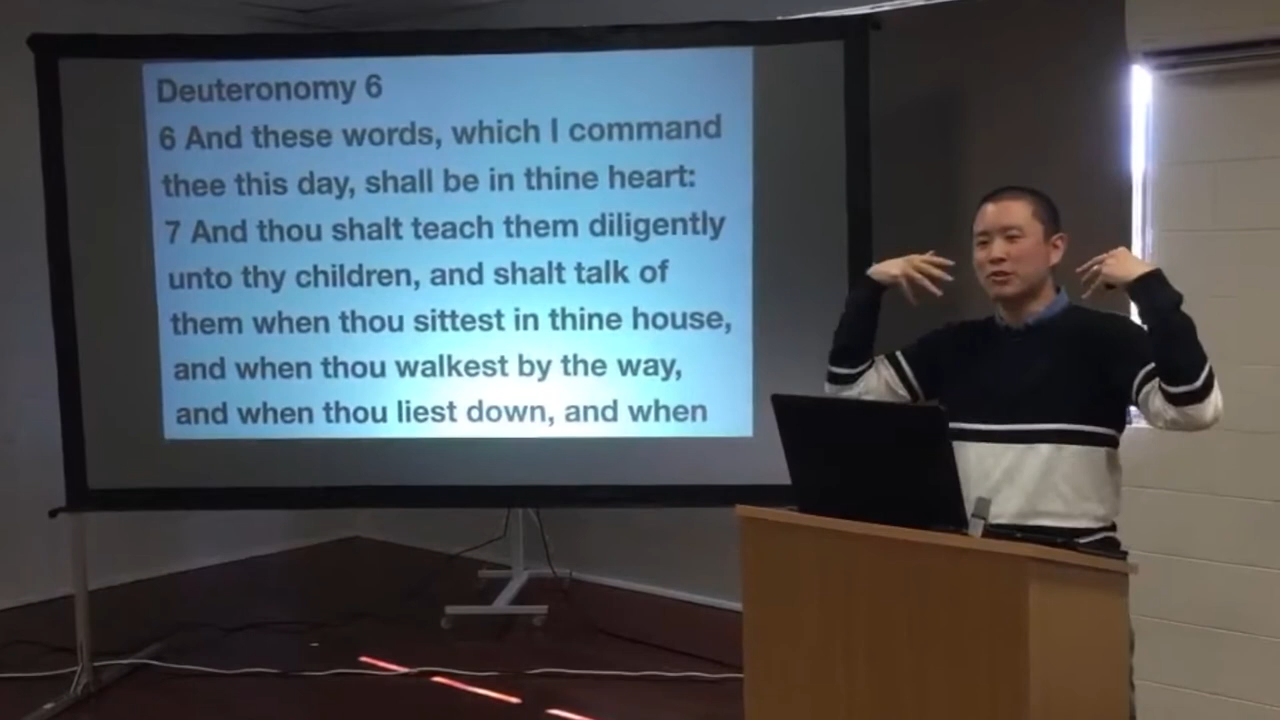 Deuteronomy 6
6 And these words, which I command
thee this day, shall be in thine heart:
7 And thou shalt teach them diligently
unto thy children, and shalt talk of
them when thou sittest in thine house,
and when thou walkest by the way,
and when thou liest down, and when